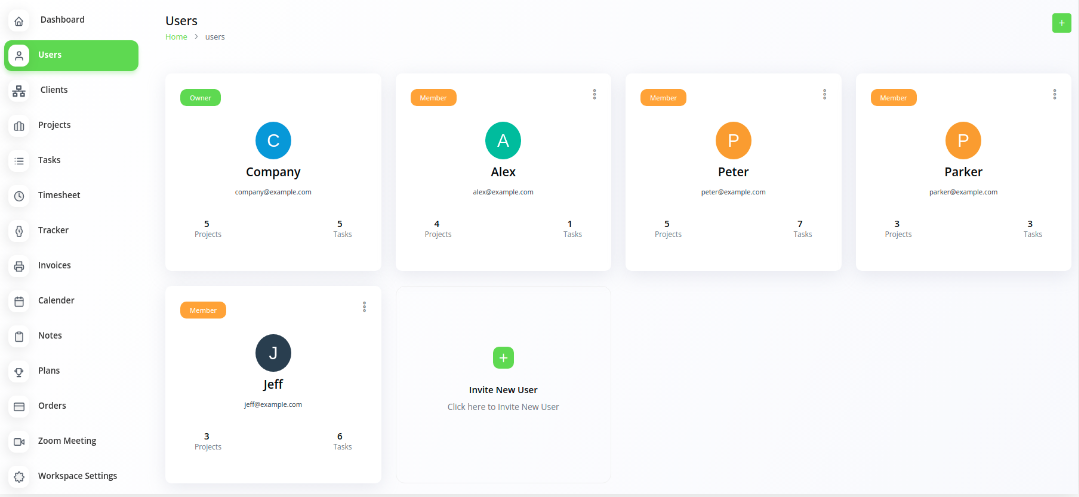 Dashboard
Users
Clients
Projects
Tasks
Timesheet
Tracker
Invoices
Calender
Notes
Plans
Orders
Zoom Meeting
Workspace Settings
Users
Home > users
+
Owner
C
Company
company@example.com
5 5
Projects Tasks
Member
A
Alex
alex@example.com
4 1
Projects Tasks
Member
P
Peter
peter@example.com
5 7
Projects Tasks
Member
P
Parker
parker@example.com
3 3
Projects Tasks
Member
J
Jeff
jeff@example.com
3 6
Projects Tasks
+
Invite New User
Click here to Invite New User